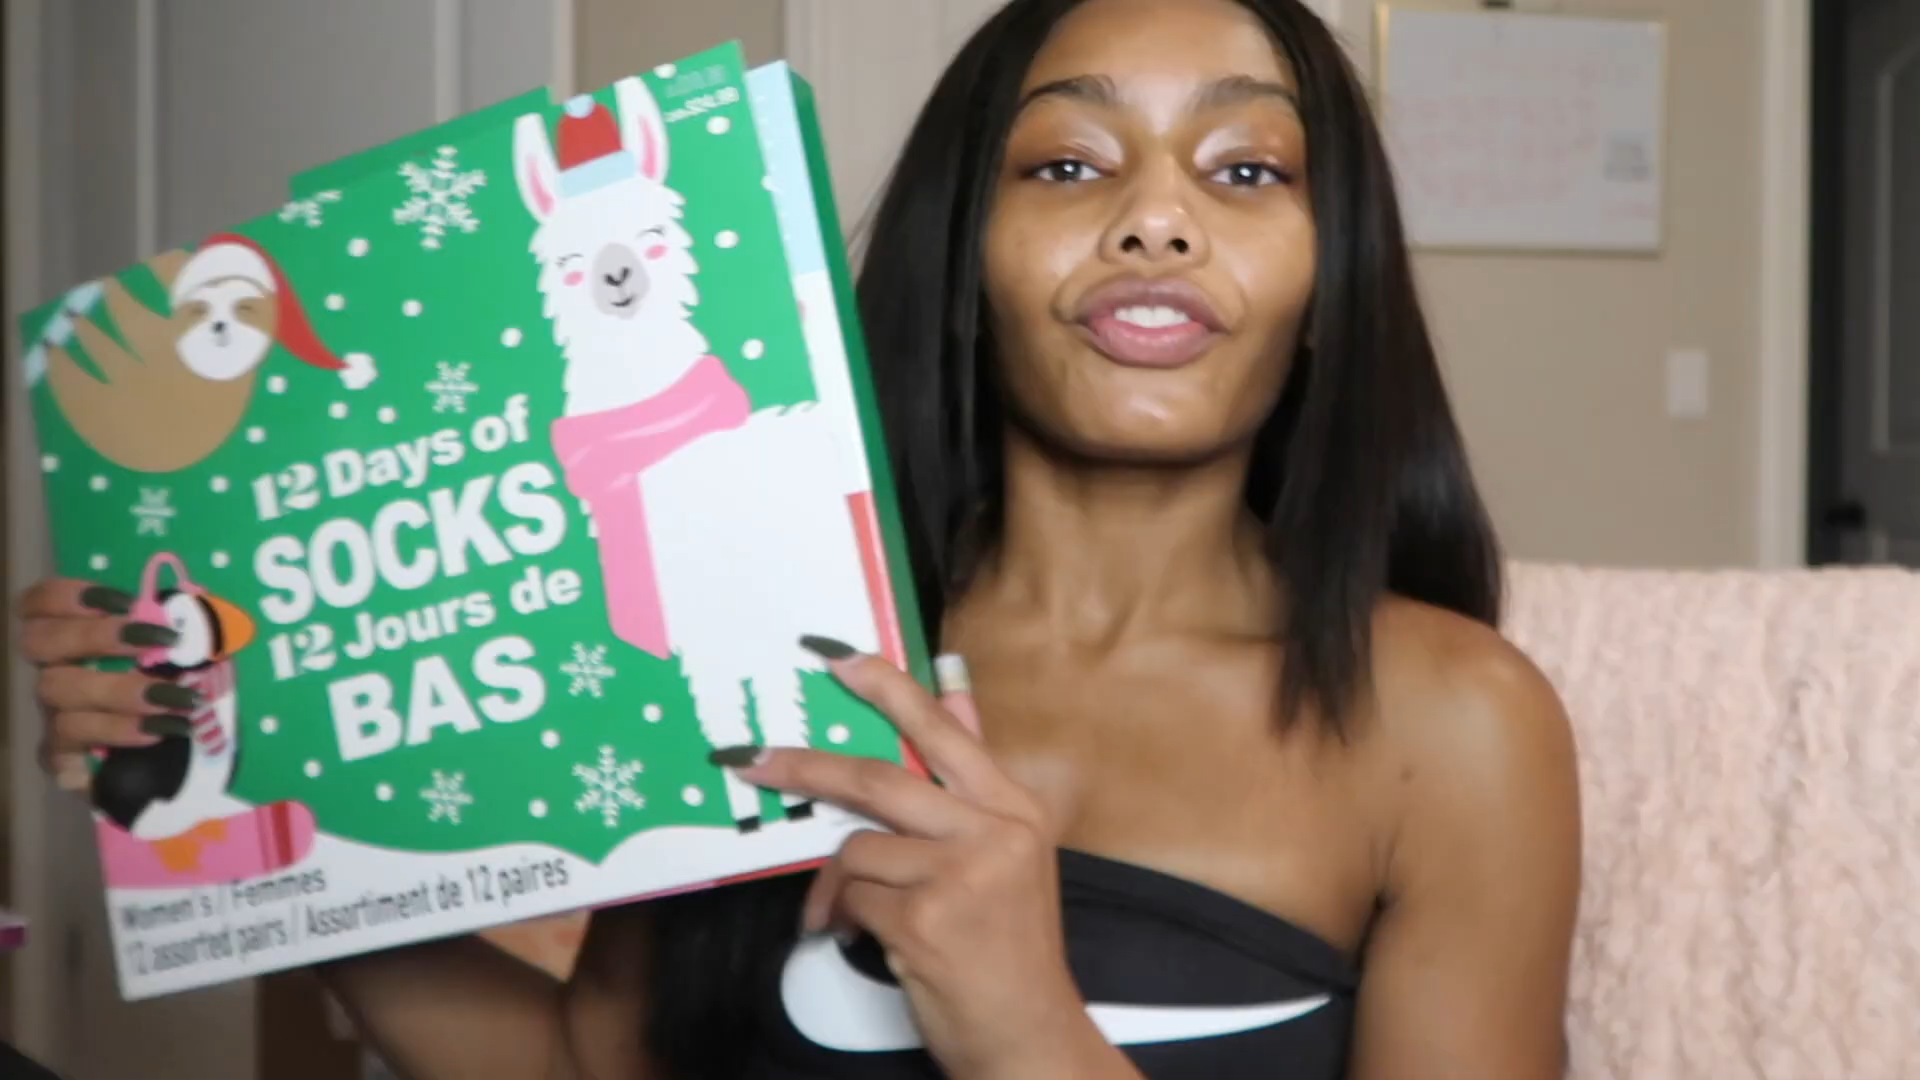 12 Days of
SOCKS
12 Jours de
BAS
Women's / Femmes
12 assorted pairs / Assortiment de 12 paires